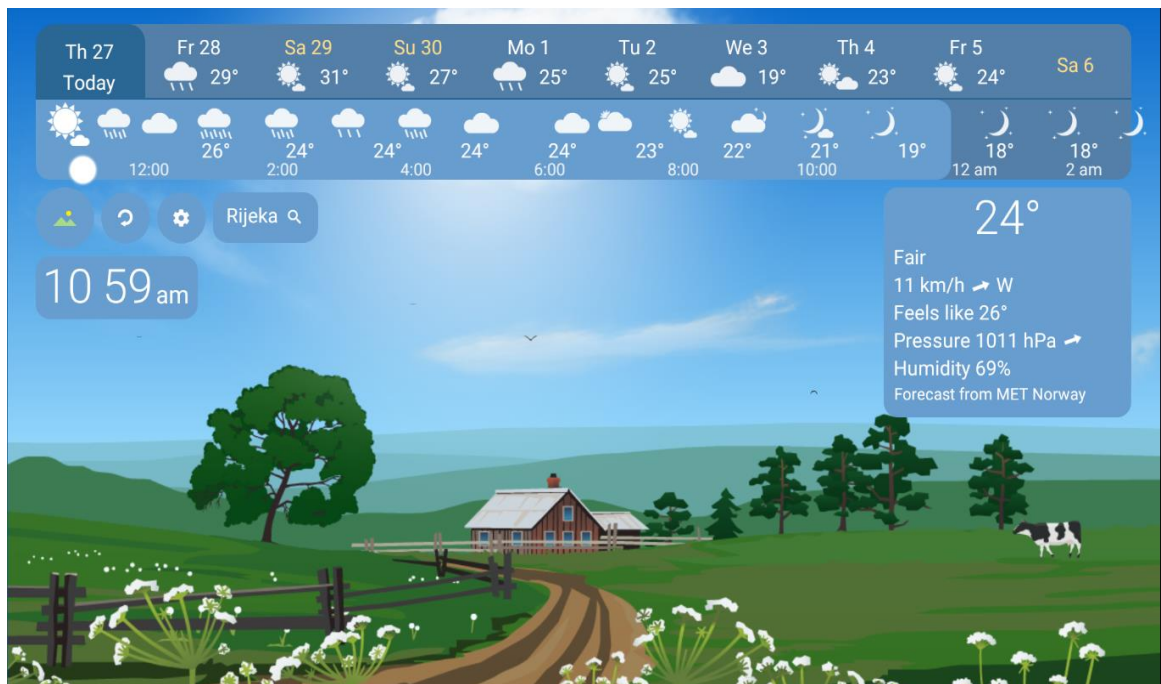 Th 27 Fr 28 Sa 29 Su 30 Mo 1 Tu 2 We 3 Th 4 Fr 5 Sa 6
Today 29° 31° 27° 25° 25° 19° 23° 24°
26° 24° 24° 24° 24° 23° 22° 21° 19° 18° 18°
12:00 2:00 4:00 6:00 8:00 10:00 12 am 2 am
Rijeka
10 59 am
24°
Fair
11 km/h W
Feels like 26°
Pressure 1011 hPa
Humidity 69%
Forecast from MET Norway